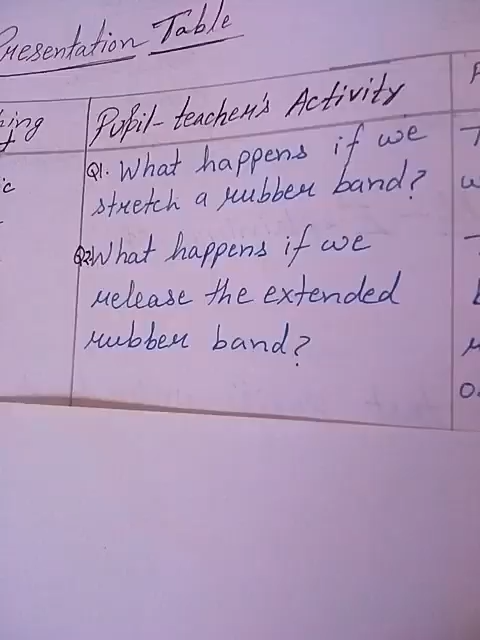 Presentation Table
Pupil-teacher's Activity
Q1. What happens if we
stretch a rubber band?
Q2. What happens if we
release the extended
rubber band?